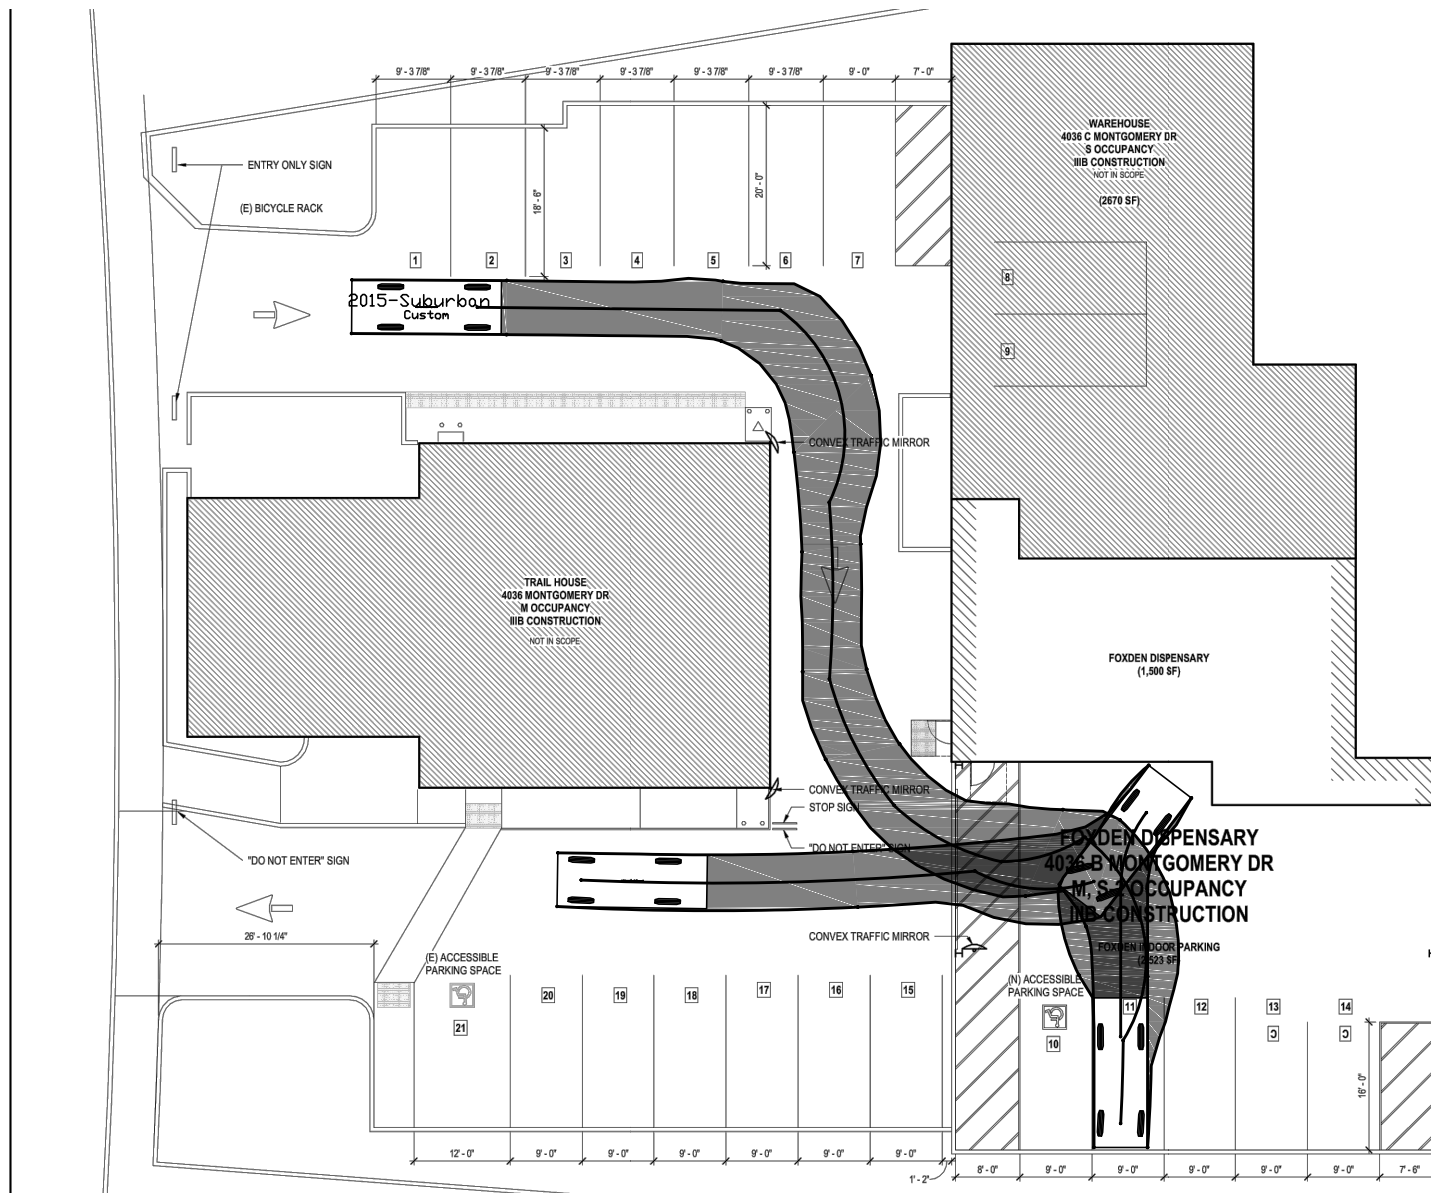 9' - 3 7/8" 9' - 3 7/8" 9' - 3 7/8" 9' - 3 7/8" 9' - 3 7/8" 9' - 3 7/8" 9' - 0" 7' - 0"
WAREHOUSE
4036 C MONTGOMERY DR
S OCCUPANCY
IIIB CONSTRUCTION
NOT IN SCOPE
(2670 SF)
ENTRY ONLY SIGN
(E) BICYCLE RACK
18' - 6"
20' - 0"
1 2 3 4 5 6 7
8
9
2015-Suburban
Custom
CONVEX TRAFFIC MIRROR
TRAIL HOUSE
4036 MONTGOMERY DR
M OCCUPANCY
IIIB CONSTRUCTION
NOT IN SCOPE
FOXDEN DISPENSARY
(1,500 SF)
CONVEX TRAFFIC MIRROR
STOP SIGN
"DO NOT ENTER" SIGN
"DO NOT ENTER" SIGN
FOXDEN DISPENSARY
4036 B MONTGOMERY DR
M, S-2 OCCUPANCY
IIIB CONSTRUCTION
FOXDEN INDOOR PARKING
(2,523 SF)
CONVEX TRAFFIC MIRROR
26' - 10 1/4"
(E) ACCESSIBLE
PARKING SPACE
(N) ACCESSIBLE
PARKING SPACE
21 20 19 18 17 16 15
10 11 12 13 14
C C
16' - 0"
12' - 0" 9' - 0" 9' - 0" 9' - 0" 9' - 0" 9' - 0" 9' - 0"
1' - 2"
8' - 0" 9' - 0" 9' - 0" 9' - 0" 9' - 0" 9' - 0" 7' - 6"